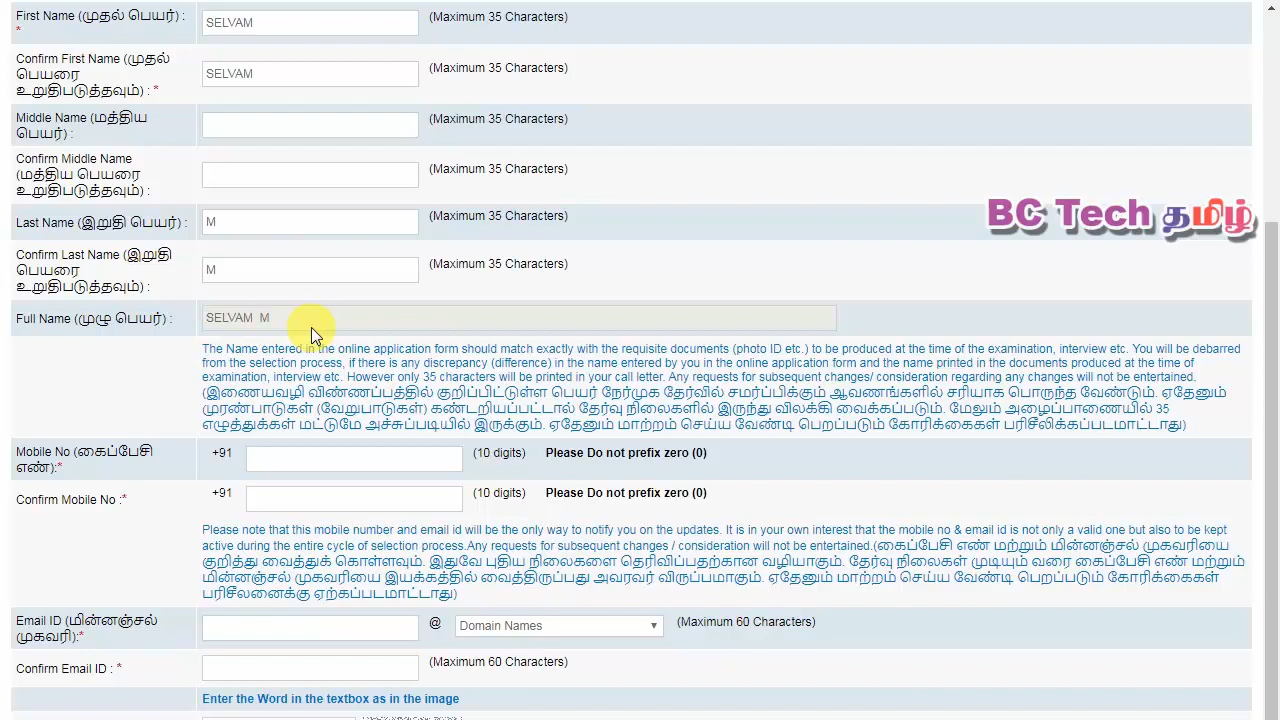 First Name (முதல் பெயர்) :
*
SELVAM
(Maximum 35 Characters)
Confirm First Name (முதல்
பெயரை
உறுதிபடுத்தவும்) : *
SELVAM
(Maximum 35 Characters)
Middle Name (மத்திய
பெயர்) :
(Maximum 35 Characters)
Confirm Middle Name
(மத்திய பெயரை
உறுதிபடுத்தவும்) :
(Maximum 35 Characters)
Last Name (இறுதி பெயர்) :
M
(Maximum 35 Characters)
BC Tech தமிழ்
Confirm Last Name (இறுதி
பெயரை
உறுதிபடுத்தவும்) :
M
(Maximum 35 Characters)
Full Name (முழு பெயர்) :
SELVAM M
The Name entered in the online application form should match exactly with the requisite documents (photo ID etc.) to be produced at the time of the examination, interview etc. You will be debarred
from the selection process, if there is any discrepancy (difference) in the name entered by you in the online application form and the name printed in the documents produced at the time of
examination, interview etc. However only 35 characters will be printed in your call letter. Any requests for subsequent changes/ consideration regarding any changes will not be entertained.
(இணையவழி விண்ணப்பத்தில் குறிப்பிட்டுள்ள பெயர் நேர்முக தேர்வில் சமர்ப்பிக்கும் ஆவணங்களில் சரியாக பொருந்த வேண்டும். ஏதேனும்
முரண்பாடுகள் (வேறுபாடுகள்) கண்டறியப்பட்டால் தேர்வு நிலைகளில் இருந்து விலக்கி வைக்கப்படும். மேலும் அழைப்பாணையில் 35
எழுத்துக்கள் மட்டுமே அச்சுப்படியில் இருக்கும். ஏதேனும் மாற்றம் செய்ய வேண்டி பெறப்படும் கோரிக்கைகள் பரிசீலிக்கப்படமாட்டாது)
Mobile No (கைப்பேசி
எண்):*
+91
(10 digits)
Please Do not prefix zero (0)
Confirm Mobile No :*
+91
(10 digits)
Please Do not prefix zero (0)
Please note that this mobile number and email id will be the only way to notify you on the updates. It is in your own interest that the mobile no & email id is not only a valid one but also to be kept
active during the entire cycle of selection process.Any requests for subsequent changes / consideration will not be entertained.(கைப்பேசி எண் மற்றும் மின்னஞ்சல் முகவரியை
குறித்து வைத்துக் கொள்ளவும். இதுவே புதிய நிலைகளை தெரிவிப்பதற்கான வழியாகும். தேர்வு நிலைகள் முடியும் வரை கைப்பேசி எண் மற்றும்
மின்னஞ்சல் முகவரியை இயக்கத்தில் வைத்திருப்பது அவரவர் விருப்பமாகும். ஏதேனும் மாற்றம் செய்ய வேண்டி பெறப்படும் கோரிக்கைகள்
பரிசீலனைக்கு ஏற்கப்படமாட்டாது)
Email ID (மின்னஞ்சல்
முகவரி):*
@
Domain Names
(Maximum 60 Characters)
Confirm Email ID : *
(Maximum 60 Characters)
Enter the Word in the textbox as in the image